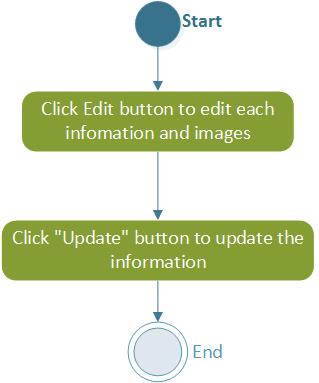 Start
Click Edit button to edit each
infomation and images
Click "Update" button to update the
information
End